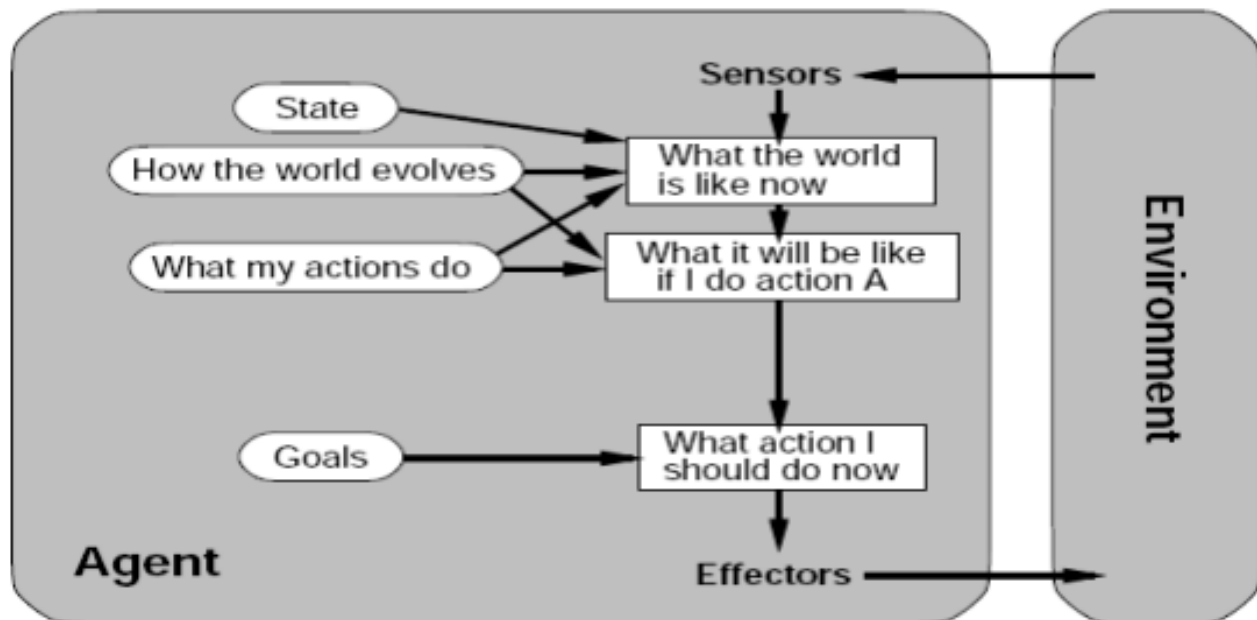 Sensors
State
What the world
is like now
How the world evolves
What it will be like
if I do action A
What my actions do
What action I
should do now
Goals
Agent
Effectors
Environment